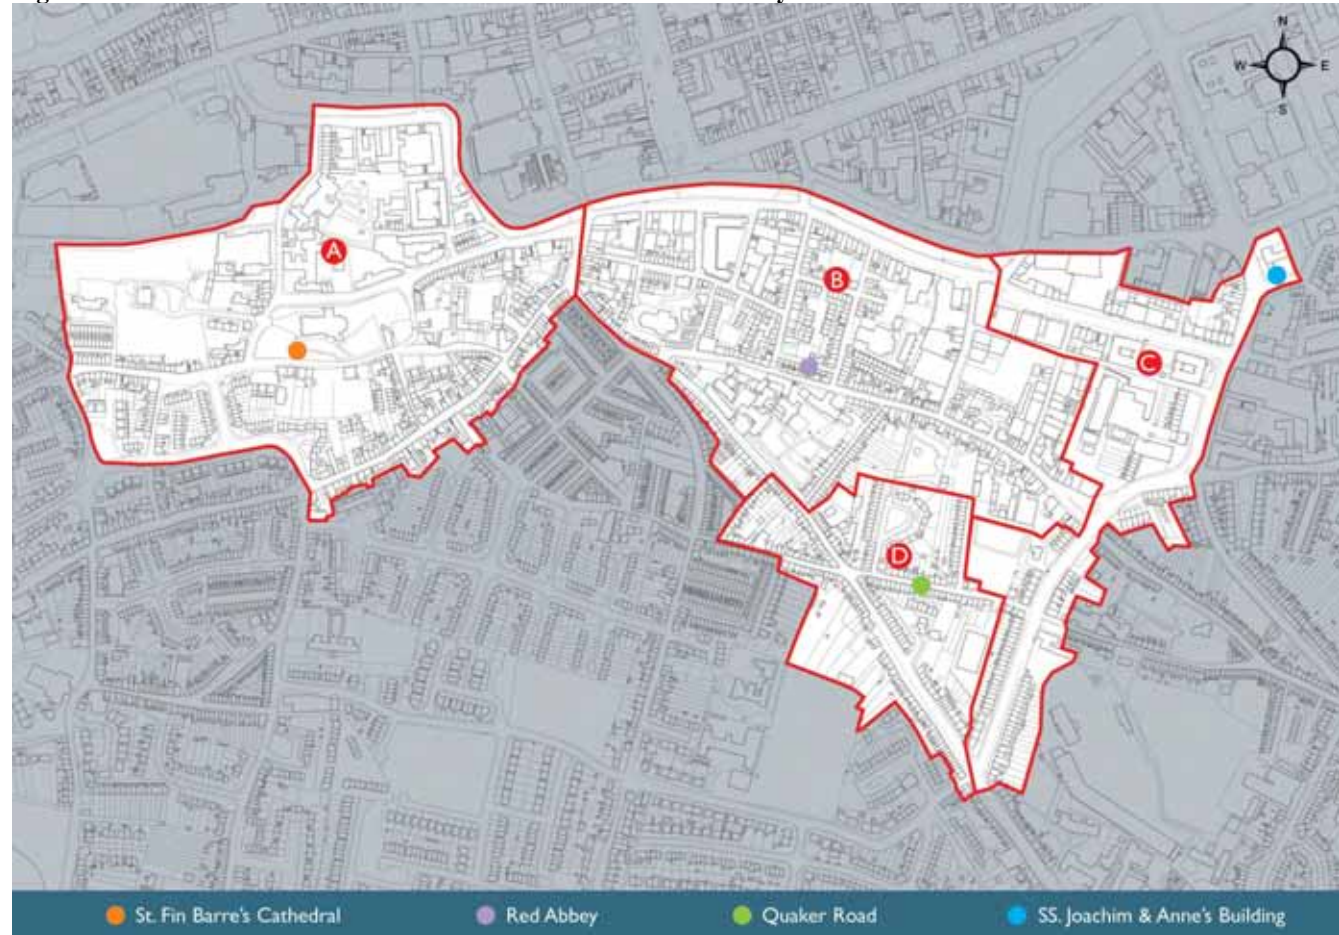 N
W E
S
A
B
C
D
St. Fin Barre's Cathedral
Red Abbey
Quaker Road
SS. Joachim & Anne's Building